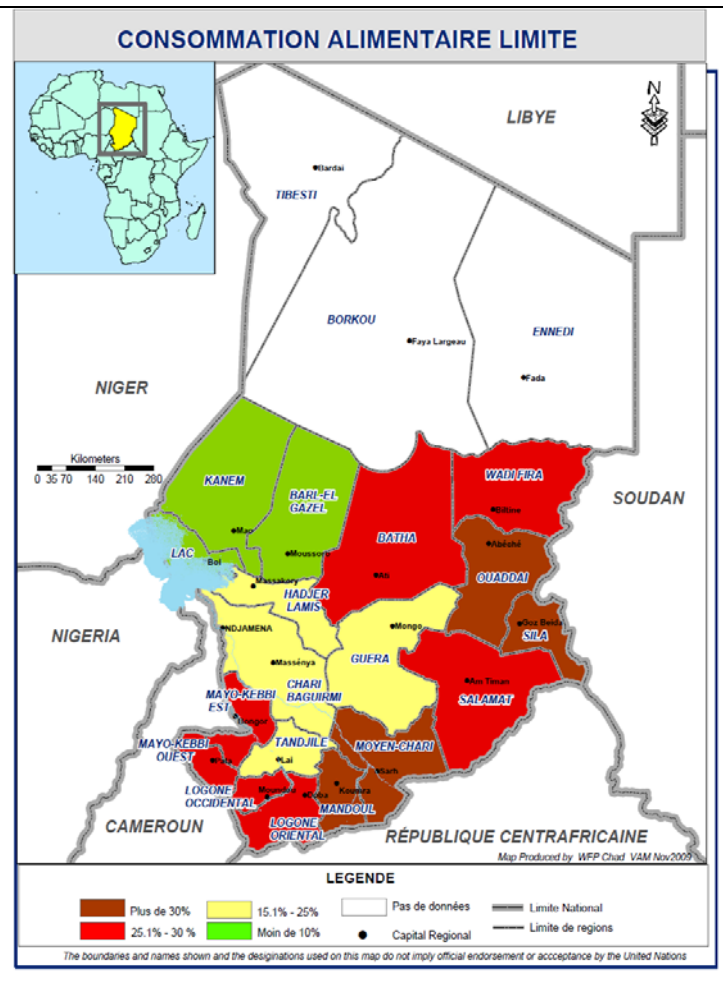 CONSOMMATION ALIMENTAIRE LIMITE
N
LIBYE
Bardai
TIBESTI
BORKOU
ENNEDI
Faya Largeau
Fada
NIGER
Kilometers
0 35 70 140 210 280
KANEM
BARL-EL GAZEL
WADI FIRA
SOUDAN
Biltine
BATHA
Mao
Abéshé
LAC
Moussoro
Bol
Ati
OUADDAI
Massakory
HADJER LAMIS
NDJAMENA
Mongo
Goz Beida
SILA
NIGERIA
GUERA
Massénya
Am Timan
CHARI BAGUIRMI
SALAMAT
MAYO-KEBBI EST
Bongor
TANDJILE
MOYEN-CHARI
MAYO-KEBBI OUEST
Pala
Lai
Sarh
LOGONE OCCIDENTAL
Moundou
Doba
Koumra
MANDOUL
LOGONE ORIENTAL
CAMEROUN
RÉPUBLIQUE CENTRAFRICAINE
Map Produced by WFP Chad VAM Nov2009
LEGENDE
Plus de 30%
15.1% - 25%
Pas de données
Limite National
25.1% - 30 %
Moin de 10%
Capital Regional
Limite de regions
The boundaries and names shown and the desiginations used on this map do not imply official endorsement or accceptance by the United Nations